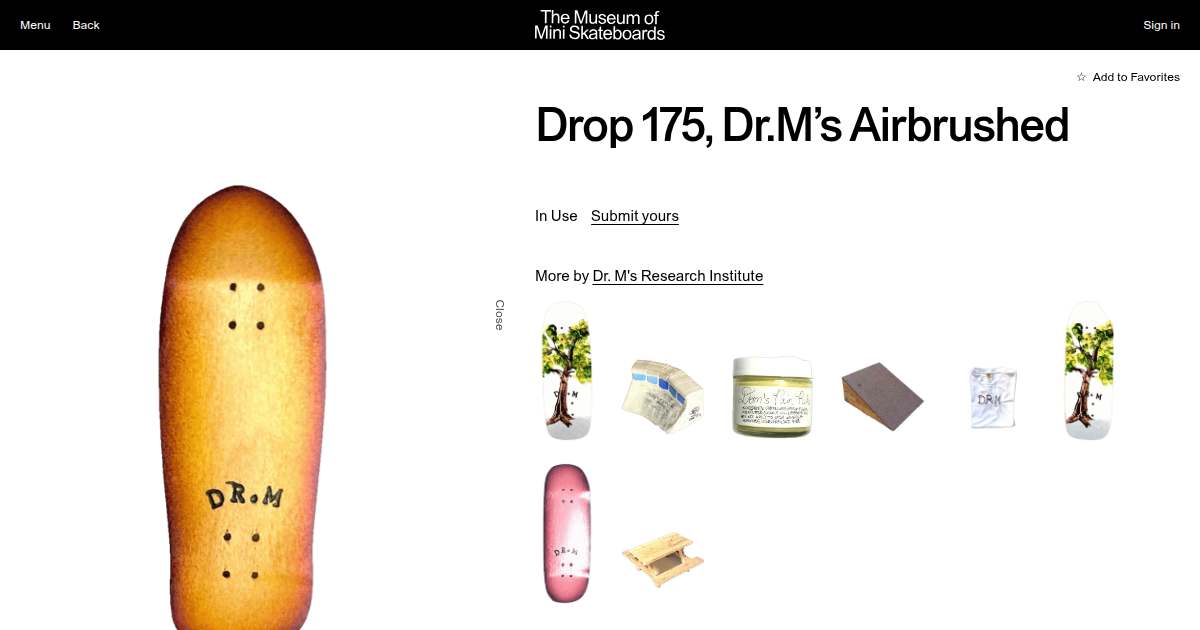 Menu
Back
The Museum of
Mini Skateboards
Sign in
☆ Add to Favorites
Drop 175, Dr.M’s Airbrushed
In Use
Submit yours
More by Dr. M's Research Institute
Close
DR.M
DR.M
DR.M